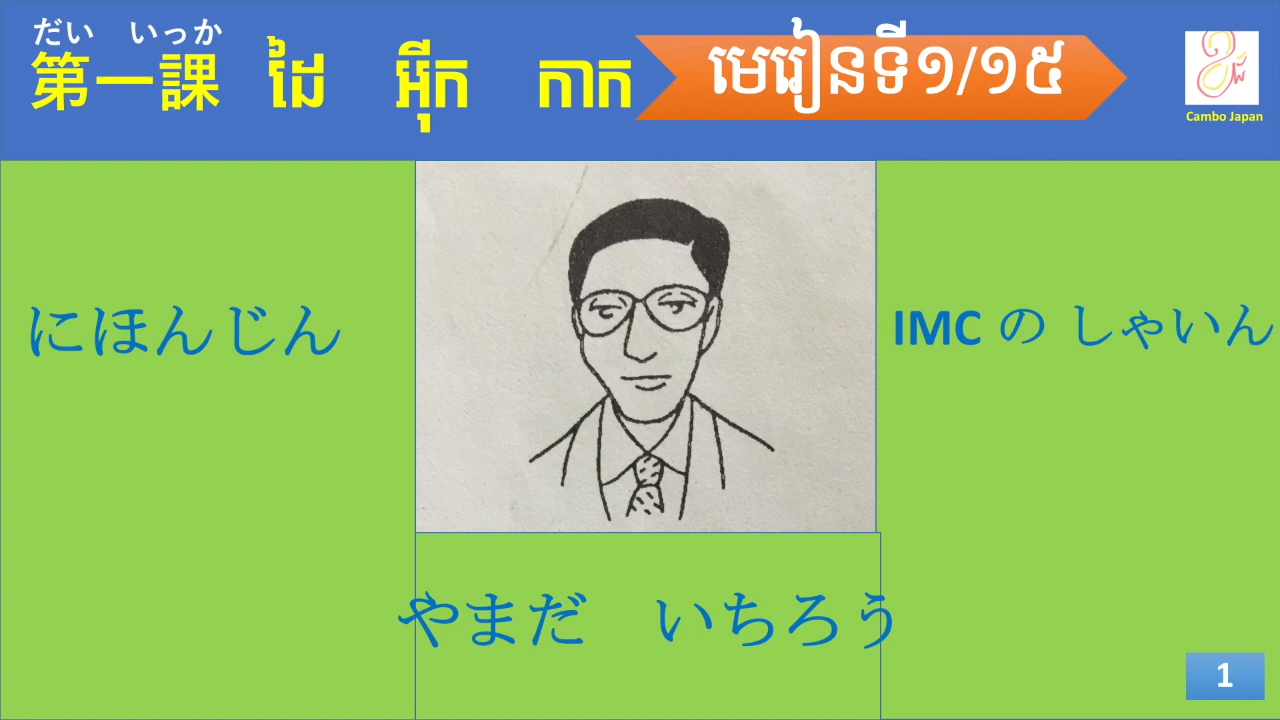 だい いっか
第一課 ដៃ អ៊ីក កាក
មេរៀនទី១/១៥
Cambo Japan
にほんじん
IMC の しゃいん
やまだ いちろう
1